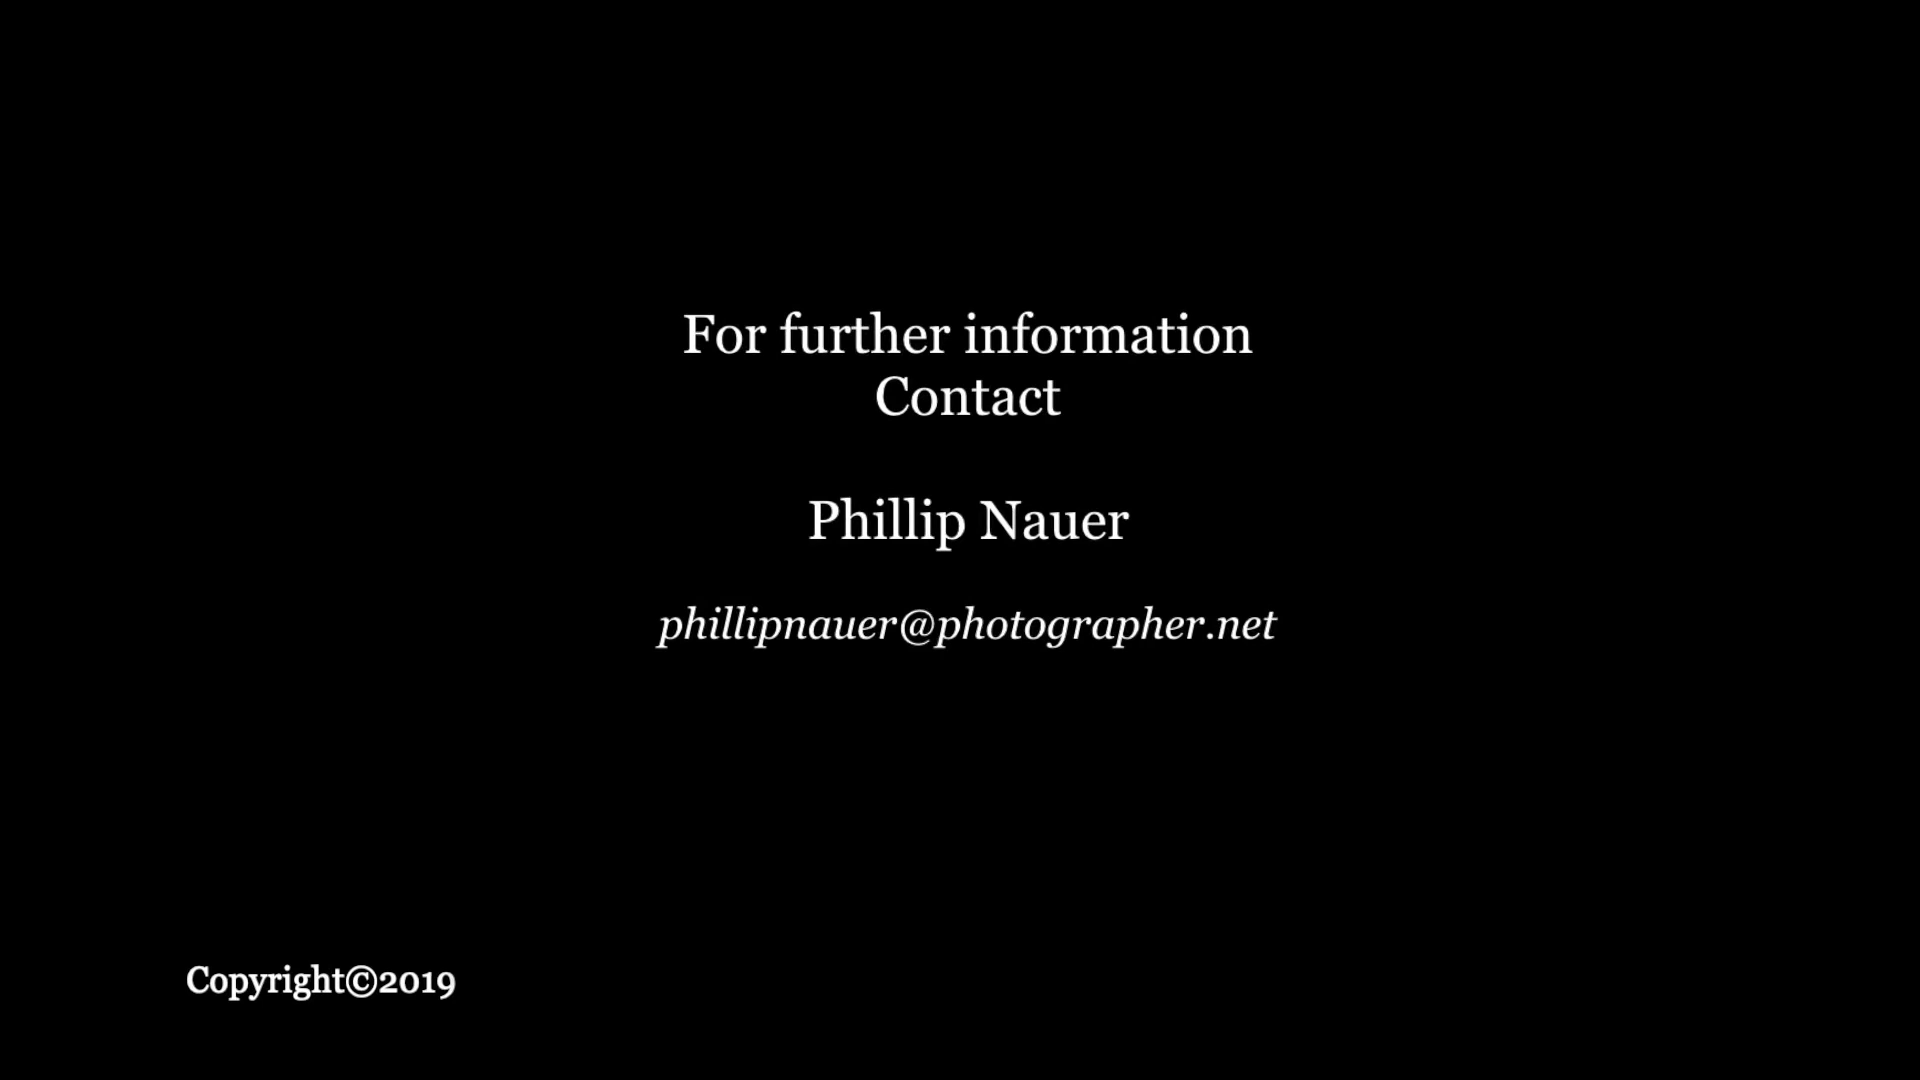 For further information
Contact
Phillip Nauer
phillipnauer@photographer.net
Copyright©2019